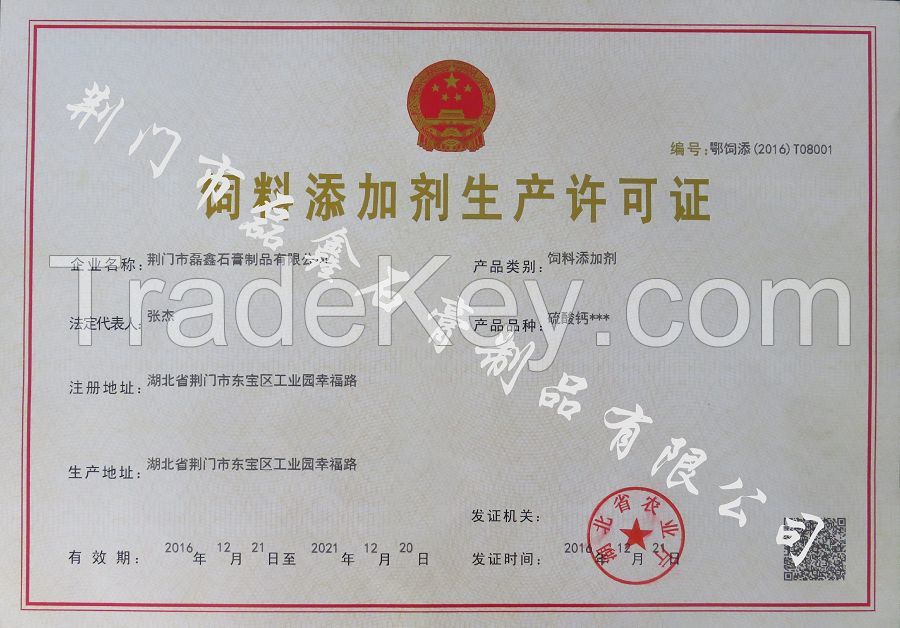 编号:鄂饲添(2016)T08001
饲料添加剂生产许可证
企业名称:荆门市磊鑫石膏制品有限公司
产品类别:饲料添加剂
法定代表人:张杰
产品品种:硫酸钙***
注册地址:湖北省荆门市东宝区工业园幸福路
生产地址:湖北省荆门市东宝区工业园幸福路
发证机关:
湖北省农业厅
有效期:2016年12月21日至2021年12月20日
发证时间:2016年12月21日
荆门市磊鑫石膏制品有限公司
TradeKey.com